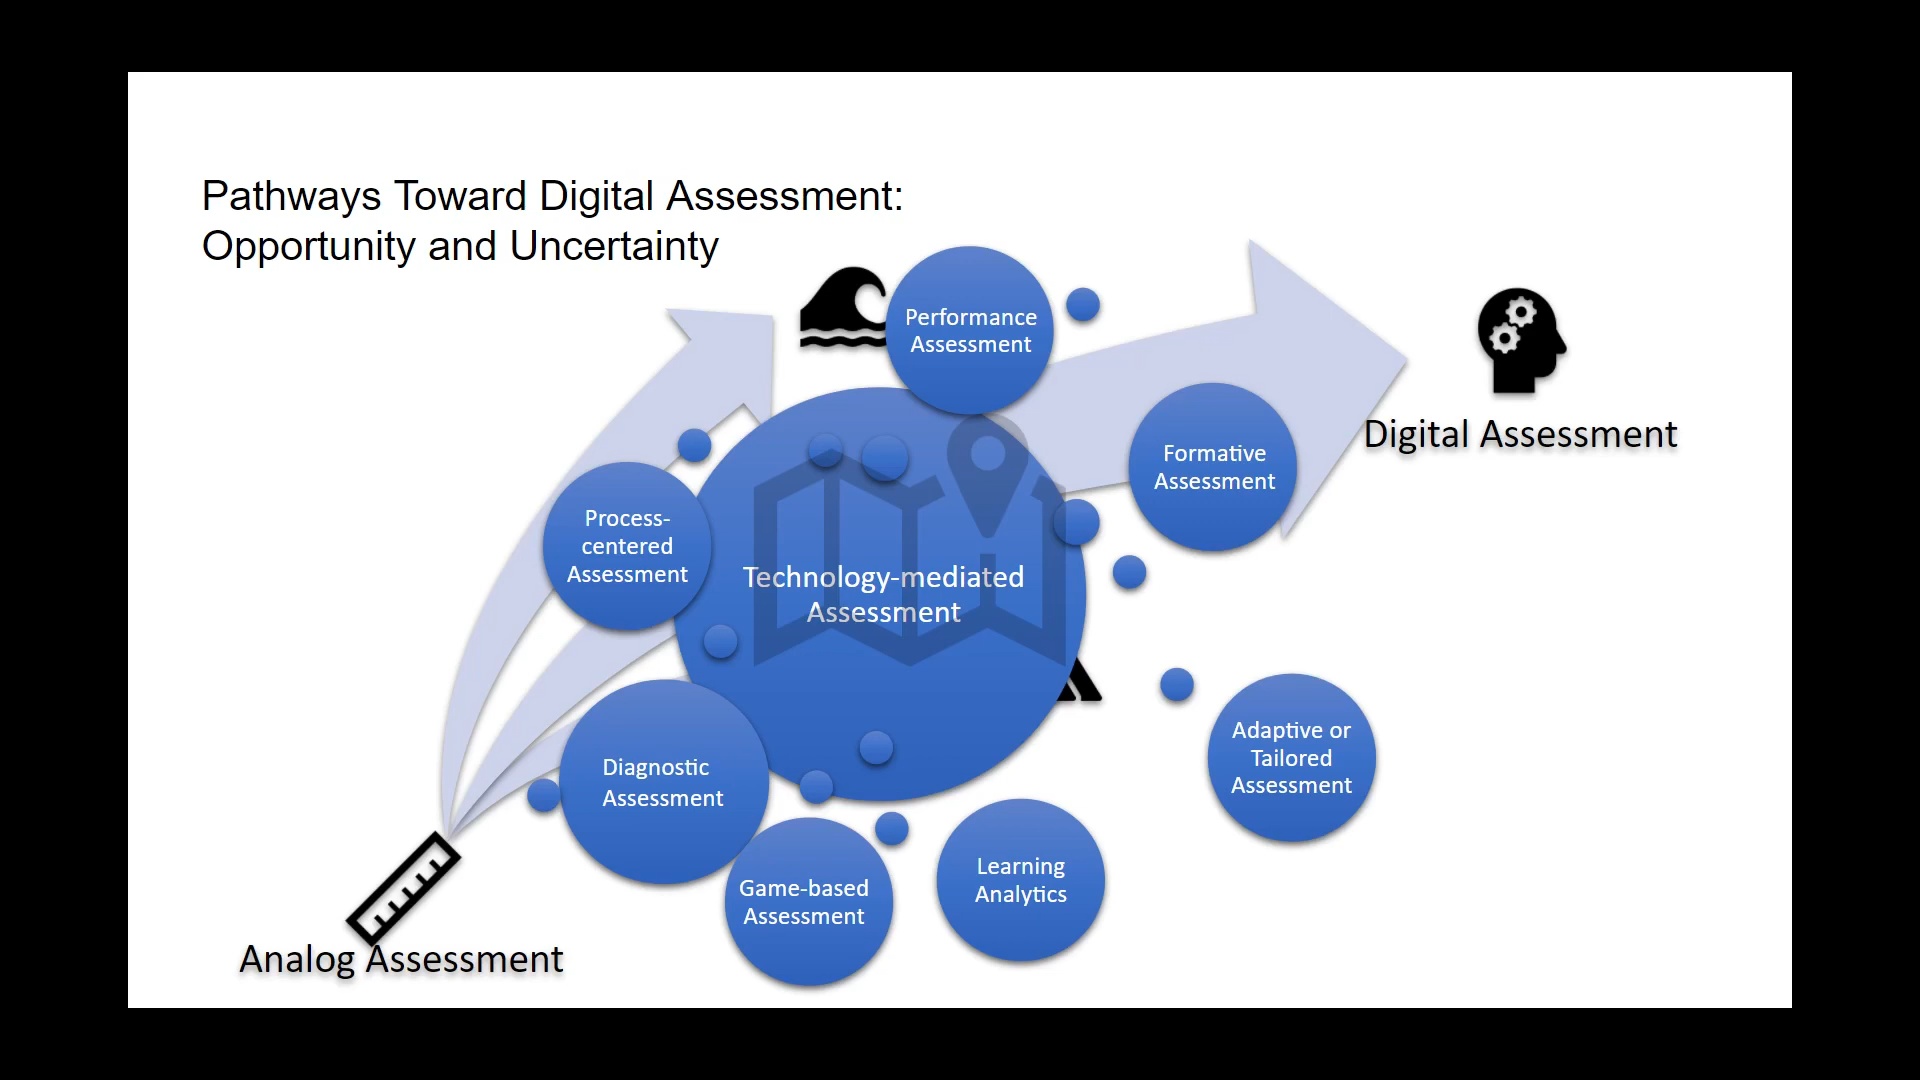 Pathways Toward Digital Assessment:
Opportunity and Uncertainty
Performance
Assessment
Digital Assessment
Formative
Assessment
Process-
centered
Assessment
Technology-mediated
Assessment
Adaptive or
Tailored
Assessment
Diagnostic
Assessment
Game-based
Assessment
Learning
Analytics
Analog Assessment